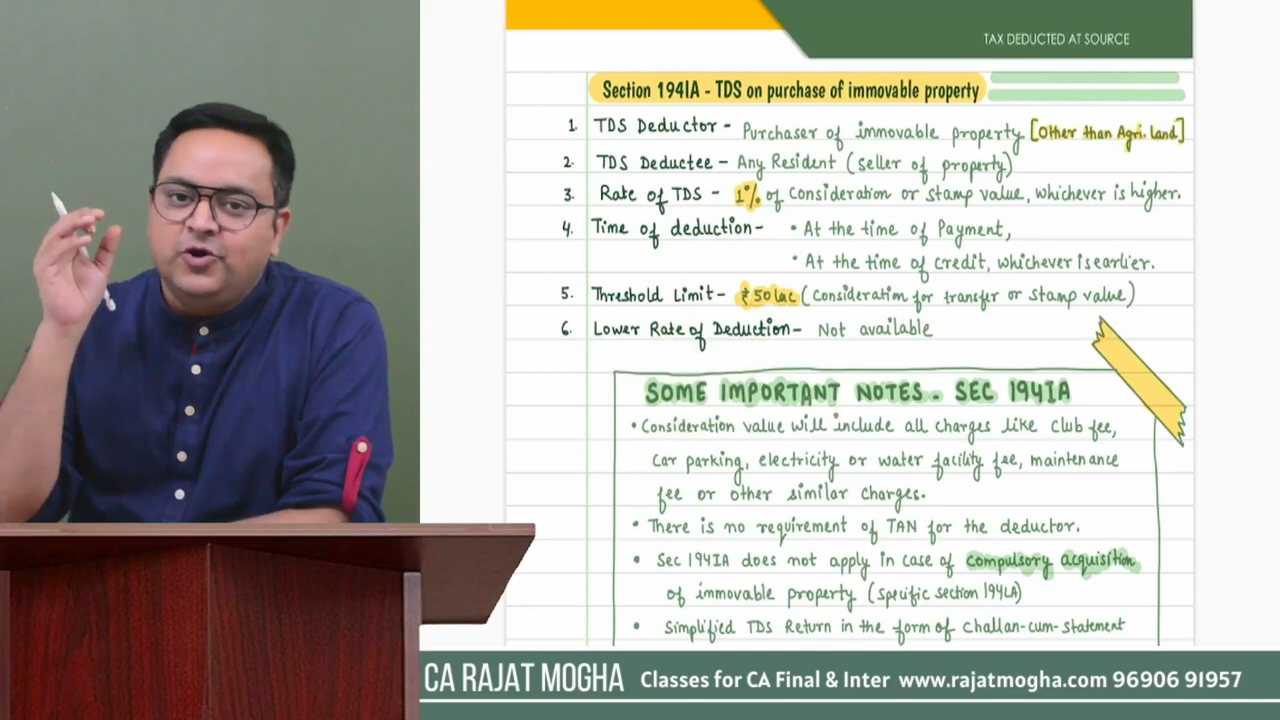 TAX DEDUCTED AT SOURCE
Section 194IA - TDS on purchase of immovable property
1. TDS Deductor - Purchaser of immovable property [Other than Agri. Land]
2. TDS Deductee - Any Resident (seller of property)
3. Rate of TDS - 1% of Consideration or stamp value, whichever is higher.
4. Time of deduction - • At the time of Payment,
• At the time of credit, whichever is earlier.
5. Threshold Limit - ₹50 lac (Consideration for transfer or stamp value)
6. Lower Rate of Deduction - Not available
SOME IMPORTANT NOTES - SEC 194IA
• Consideration value will include all charges like club fee,
Car parking, electricity or water facility fee, maintenance
fee or other similar charges.
• There is no requirement of TAN for the deductor.
• Sec 194IA does not apply in case of compulsory acquisition
of immovable property (specific section 194LA)
• Simplified TDS Return in the form of Challan-cum-statement
CA RAJAT MOGHA Classes for CA Final & Inter www.rajatmogha.com 96906 91957